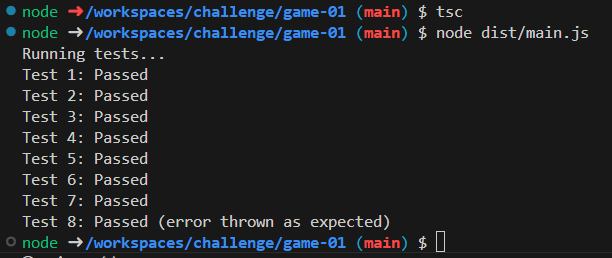 node ➜/workspaces/challenge/game-01 (main) $ tsc
node ➜/workspaces/challenge/game-01 (main) $ node dist/main.js
Running tests...
Test 1: Passed
Test 2: Passed
Test 3: Passed
Test 4: Passed
Test 5: Passed
Test 6: Passed
Test 7: Passed
Test 8: Passed (error thrown as expected)
node ➜/workspaces/challenge/game-01 (main) $